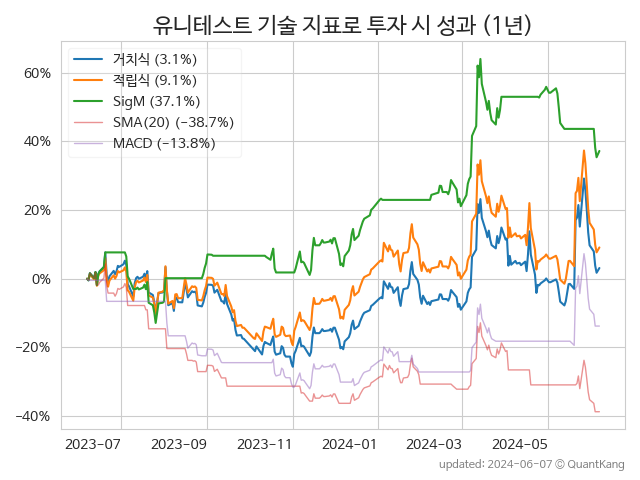 유니테스트 기술 지표로 투자 시 성과 (1년)
거치식 (3.1%)
적립식 (9.1%)
SigM (37.1%)
SMA(20) (−38.7%)
MACD (−13.8%)
60%
40%
20%
0%
−20%
−40%
2023-07 2023-09 2023-11 2024-01 2024-03 2024-05
updated: 2024-06-07 © QuantKang